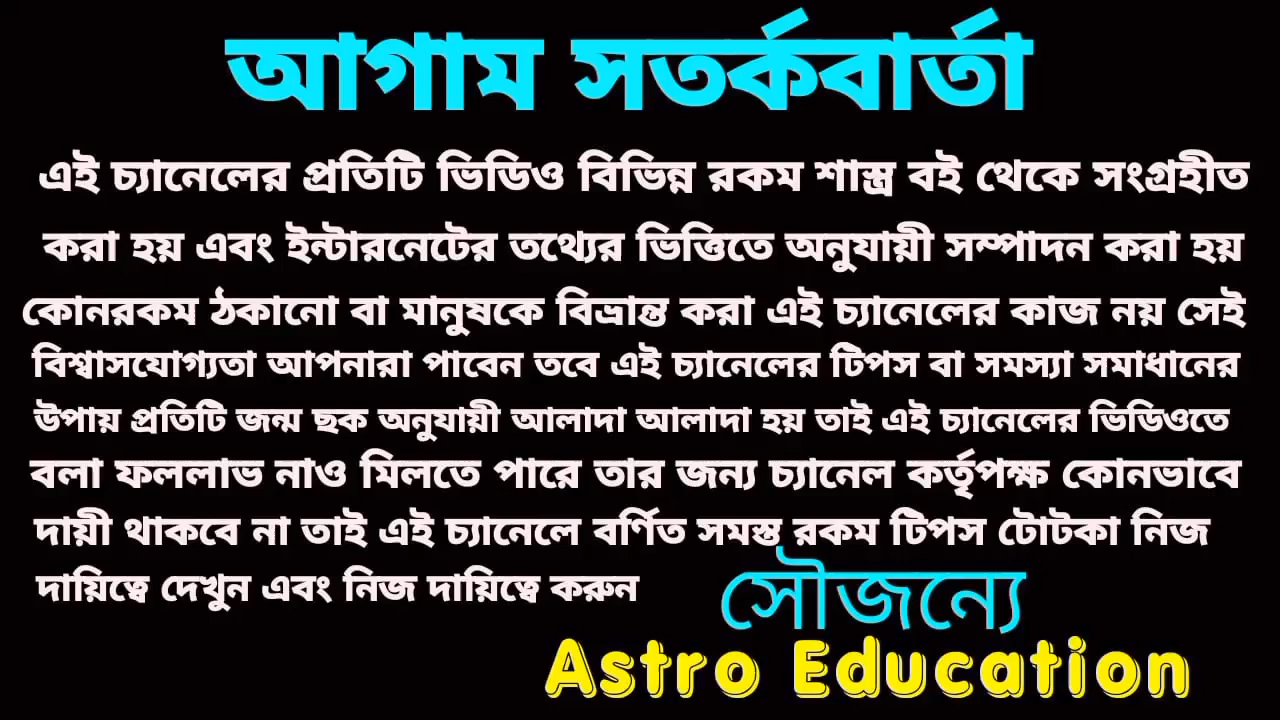 আগাম সতর্কবার্তা
এই চ্যানেলের প্রতিটি ভিডিও বিভিন্ন রকম শাস্ত্র বই থেকে সংগ্রহীত
করা হয় এবং ইন্টারনেটের তথ্যের ভিত্তিতে অনুযায়ী সম্পাদন করা হয়
কোনরকম ঠকানো বা মানুষকে বিভ্রান্ত করা এই চ্যানেলের কাজ নয় সেই
বিশ্বাসযোগ্যতা আপনারা পাবেন তবে এই চ্যানেলের টিপস বা সমস্যা সমাধানের
উপায় প্রতিটি জন্ম ছক অনুযায়ী আলাদা আলাদা হয় তাই এই চ্যানেলের ভিডিওতে
বলা ফললাভ নাও মিলতে পারে তার জন্য চ্যানেল কর্তৃপক্ষ কোনভাবে
দায়ী থাকবে না তাই এই চ্যানেলে বর্ণিত সমস্ত রকম টিপস টোটকা নিজ
দায়িত্বে দেখুন এবং নিজ দায়িত্বে করুন
সৌজন্যে
Astro Education